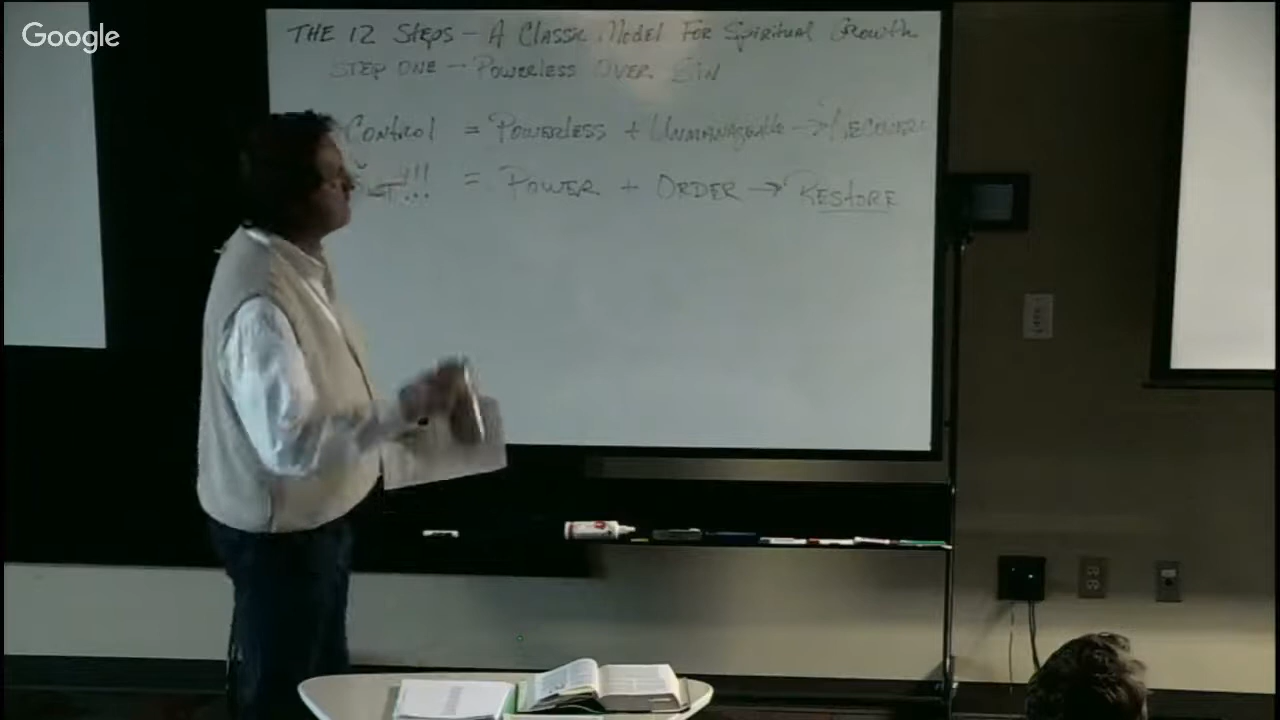 Google
THE 12 STEPS - A CLASSIC MODEL FOR SPIRITUAL GROWTH
STEP ONE - POWERLESS OVER SIN
CONTROL = POWERLESS + UNMANAGEABLE →
!!! = POWER + ORDER → RESTORE